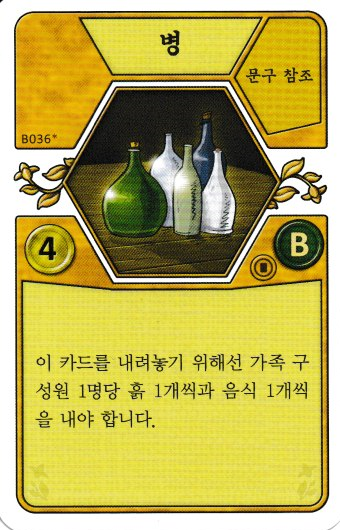 병
문구 참조
B036*
4
B
이 카드를 내려놓기 위해선 가족 구
성원 1명당 흙 1개씩과 음식 1개씩
을 내야 합니다.